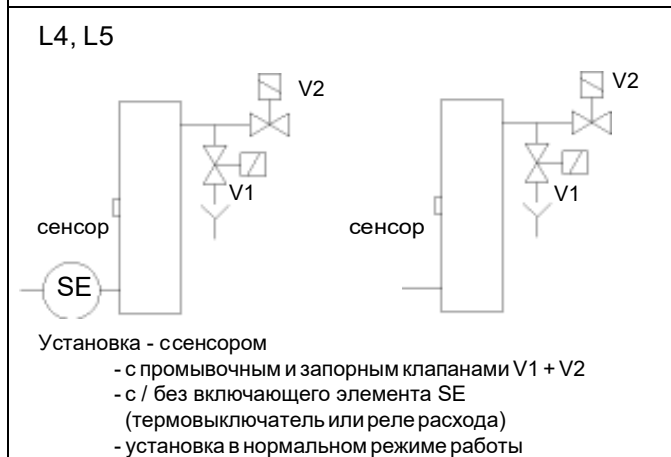 L4, L5
V2
V2
V1
V1
сенсор
сенсор
SE
Установка - ссенсором
- с промывочным и запорным клапанами V1 + V2
- с / без включающего элемента SE
(термовыключатель или реле расхода)
- установка в нормальном режиме работы